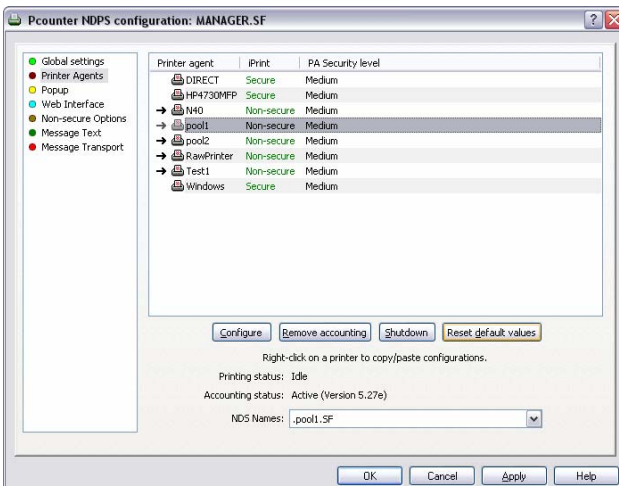 Pcounter NDPS configuration: MANAGER.SF
Global settings
Printer Agents
Popup
Web Interface
Non-secure Options
Message Text
Message Transport
Printer agent iPrint PA Security level
DIRECT Secure Medium
HP4730MFP Secure Medium
N40 Non-secure Medium
pool1 Non-secure Medium
pool2 Non-secure Medium
RawPrinter Non-secure Medium
Test1 Non-secure Medium
Windows Secure Medium
Configure Remove accounting Shutdown Reset default values
Right-click on a printer to copy/paste configurations.
Printing status: Idle
Accounting status: Active (Version 5.27e)
NDS Names: .pool1.SF
OK Cancel Apply Help